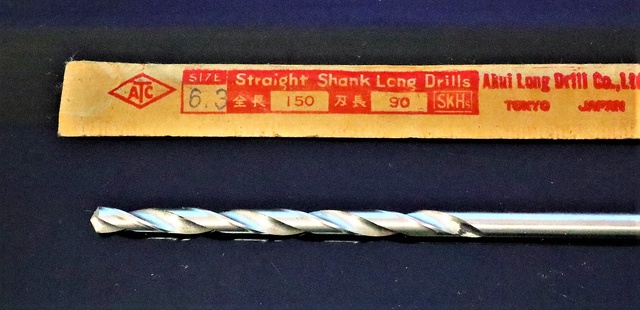 ATC
SIZE 6.3
Straight Shank Long Drills
全長 150 刃長 90 SKH
Akui Long Drill Co.,Lt
TOKYO JAPAN